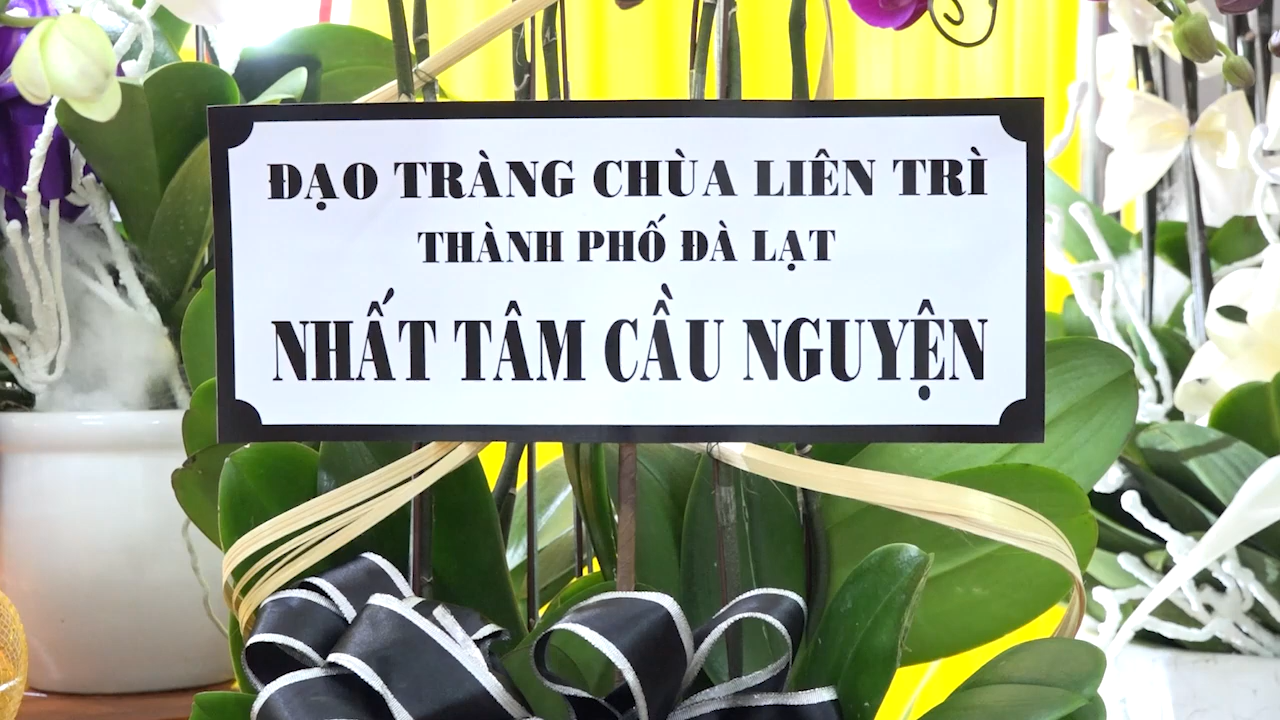 ĐẠO TRÀNG CHÙA LIÊN TRÌ
THÀNH PHỐ ĐÀ LẠT
NHẤT TÂM CẦU NGUYỆN